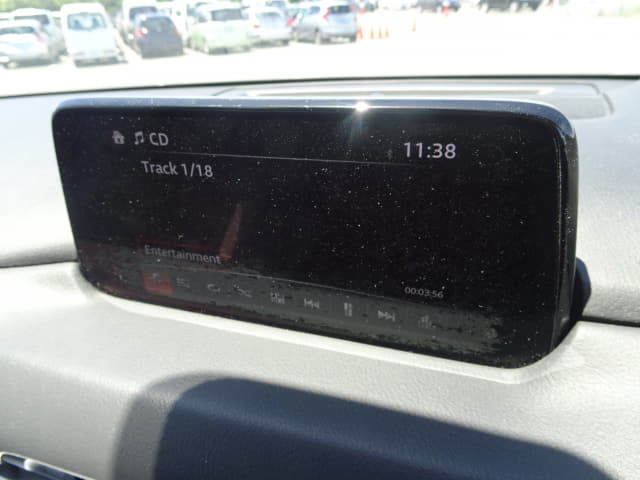 CD
11:38
Track 1/18
Entertainment
00:03:56